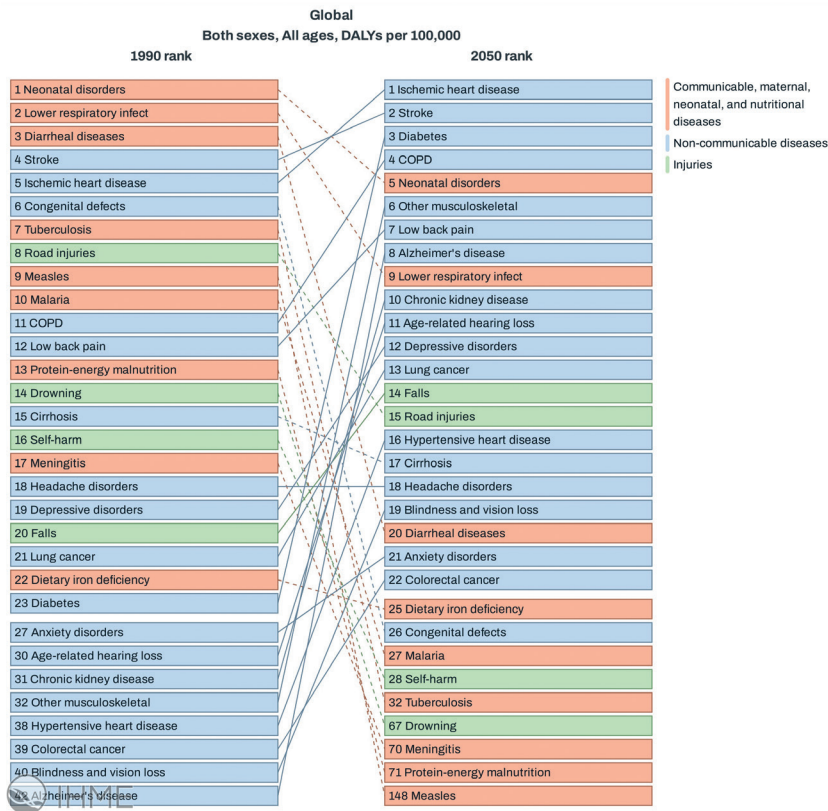 Global
Both sexes, All ages, DALYs per 100,000
1990 rank
2050 rank
1 Neonatal disorders
2 Lower respiratory infect
3 Diarrheal diseases
4 Stroke
5 Ischemic heart disease
6 Congenital defects
7 Tuberculosis
8 Road injuries
9 Measles
10 Malaria
11 COPD
12 Low back pain
13 Protein-energy malnutrition
14 Drowning
15 Cirrhosis
16 Self-harm
17 Meningitis
18 Headache disorders
19 Depressive disorders
20 Falls
21 Lung cancer
22 Dietary iron deficiency
23 Diabetes
27 Anxiety disorders
30 Age-related hearing loss
31 Chronic kidney disease
32 Other musculoskeletal
38 Hypertensive heart disease
39 Colorectal cancer
40 Blindness and vision loss
42 Alzheimer's disease
IHME
1 Ischemic heart disease
2 Stroke
3 Diabetes
4 COPD
5 Neonatal disorders
6 Other musculoskeletal
7 Low back pain
8 Alzheimer's disease
9 Lower respiratory infect
10 Chronic kidney disease
11 Age-related hearing loss
12 Depressive disorders
13 Lung cancer
14 Falls
15 Road injuries
16 Hypertensive heart disease
17 Cirrhosis
18 Headache disorders
19 Blindness and vision loss
20 Diarrheal diseases
21 Anxiety disorders
22 Colorectal cancer
25 Dietary iron deficiency
26 Congenital defects
27 Malaria
28 Self-harm
32 Tuberculosis
67 Drowning
70 Meningitis
71 Protein-energy malnutrition
148 Measles
Communicable, maternal,
neonatal, and nutritional
diseases
Non-communicable diseases
Injuries